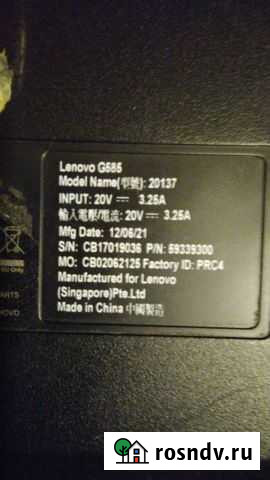 Lenovo G585
Model Name(型號): 20137
INPUT: 20V ⎓ 3.25A
輸入電壓/電流: 20V ⎓ 3.25A
Mfg Date: 12/06/21
S/N: CB17019036 P/N: 59339300
MO: CB02062125 Factory ID: PRC4
Manufactured for Lenovo
(Singapore)Pte.Ltd
Made in China 中國製造
ARTS
NOVO
rosndv.ru